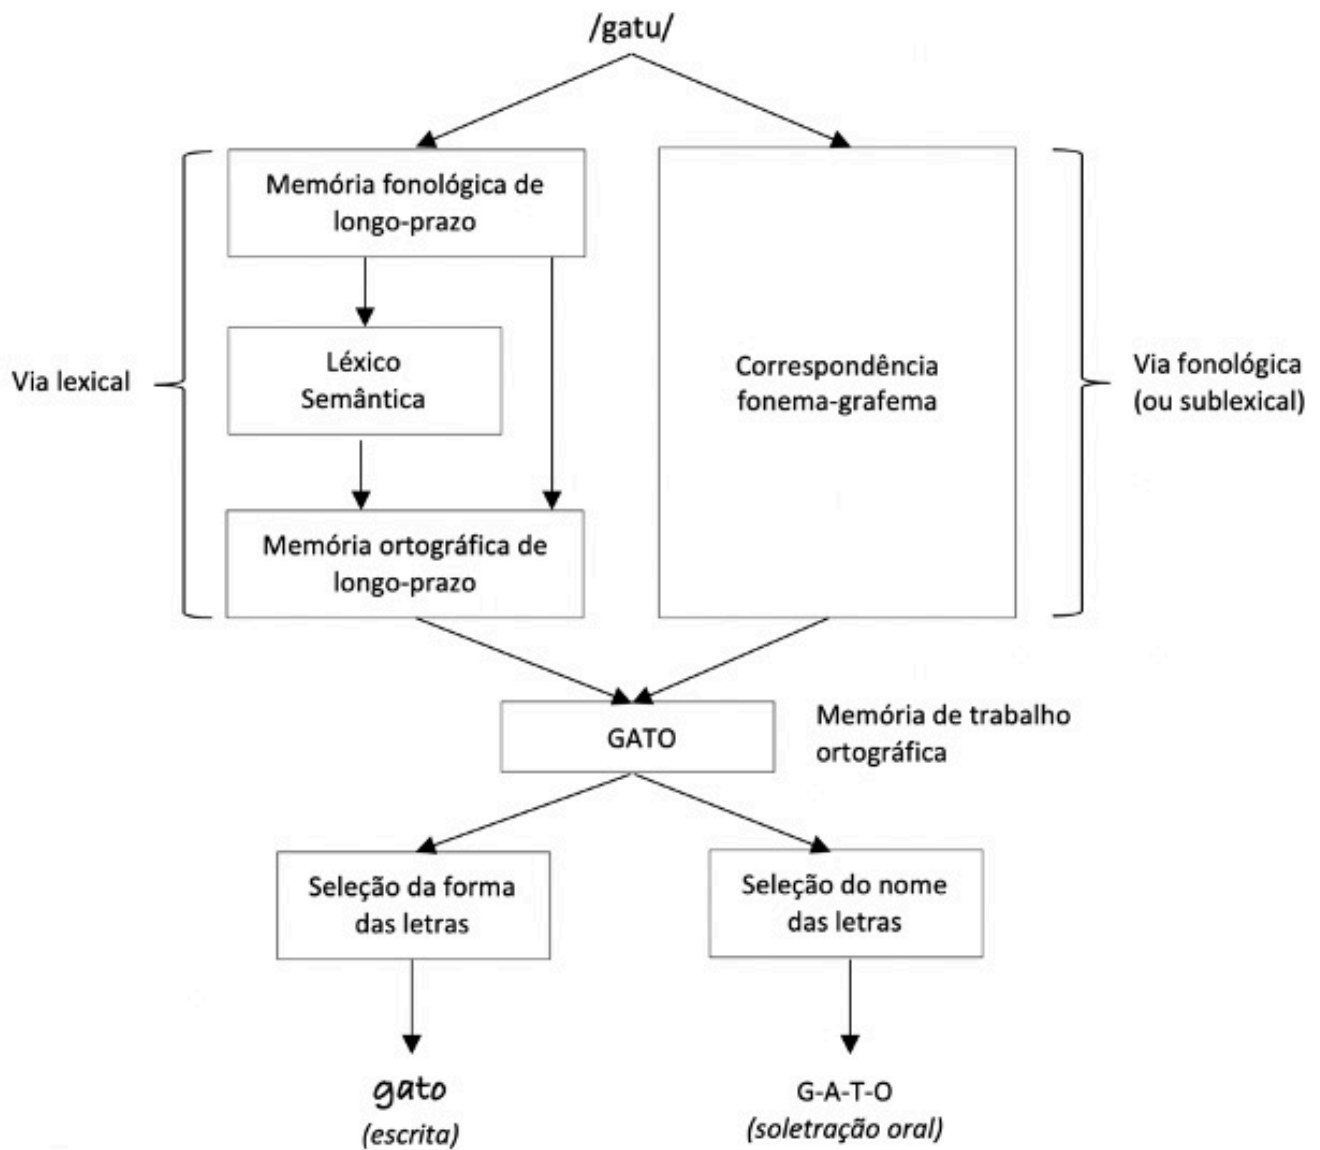 /gatu/
Memória fonológica de
longo-prazo
Léxico
Semântica
Via lexical
Correspondência
fonema-grafema
Via fonológica
(ou sublexical)
Memória ortográfica de
longo-prazo
GATO
Memória de trabalho
ortográfica
Seleção da forma
das letras
Seleção do nome
das letras
gato
(escrita)
G-A-T-O
(soletração oral)